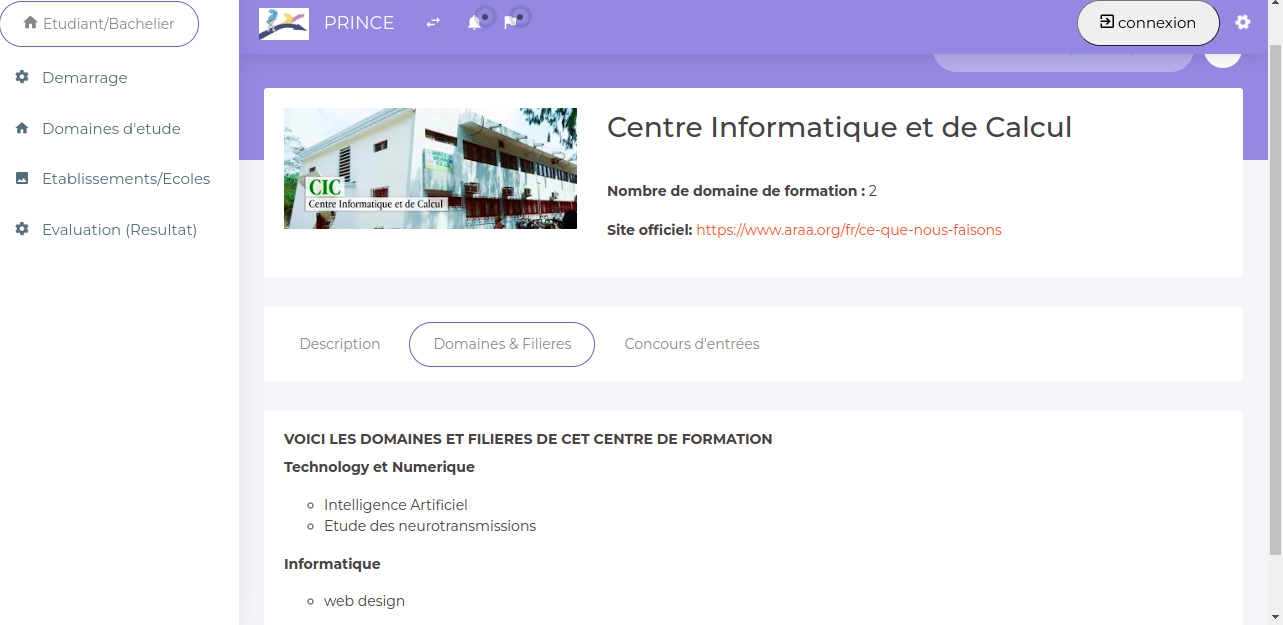 Etudiant/Bachelier
Demarrage
Domaines d'etude
Etablissements/Ecoles
Evaluation (Resultat)
PRINCE
connexion
CIC
Centre Informatique et de Calcul
Centre Informatique et de Calcul
Nombre de domaine de formation : 2
Site officiel: https://www.araa.org/fr/ce-que-nous-faisons
Description
Domaines & Filieres
Concours d'entrées
VOICI LES DOMAINES ET FILIERES DE CET CENTRE DE FORMATION
Technology et Numerique
Intelligence Artificiel
Etude des neurotransmissions
Informatique
web design